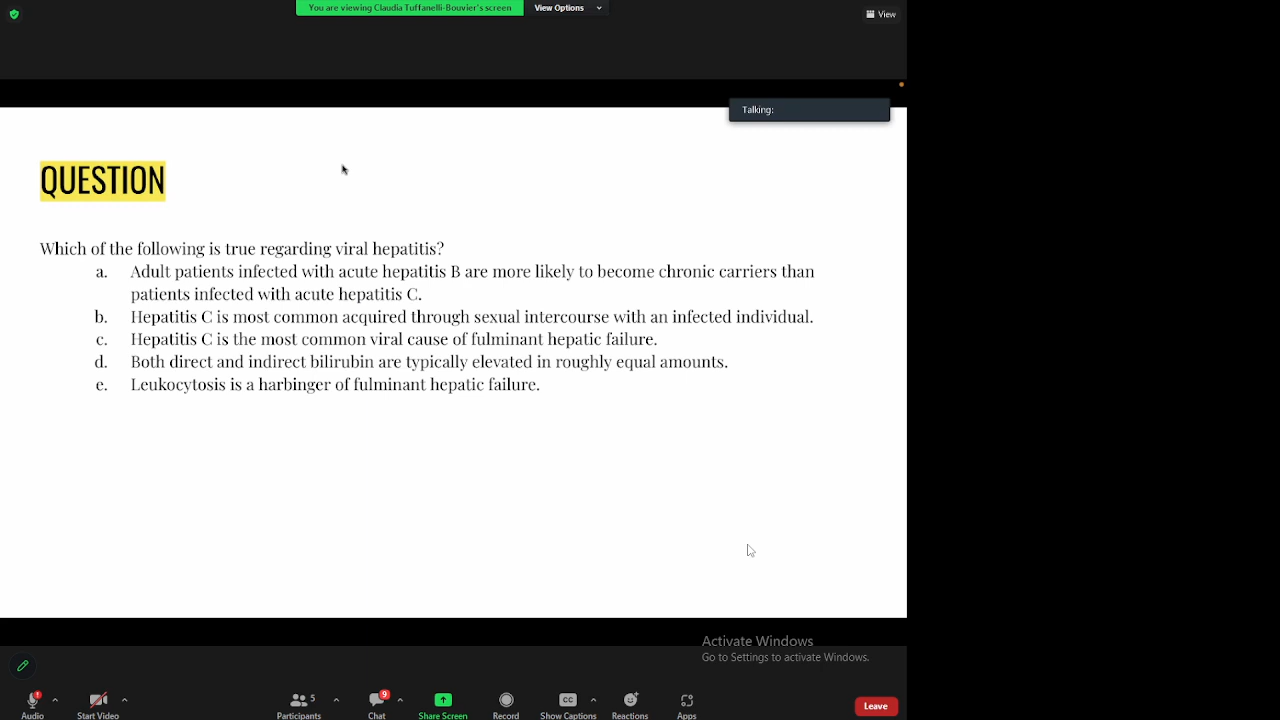 You are viewing Claudia Tuffanelli-Bouvier's screen View Options
View
Talking:
QUESTION
Which of the following is true regarding viral hepatitis?
a. Adult patients infected with acute hepatitis B are more likely to become chronic carriers than
patients infected with acute hepatitis C.
b. Hepatitis C is most common acquired through sexual intercourse with an infected individual.
c. Hepatitis C is the most common viral cause of fulminant hepatic failure.
d. Both direct and indirect bilirubin are typically elevated in roughly equal amounts.
e. Leukocytosis is a harbinger of fulminant hepatic failure.
Activate Windows
Go to Settings to activate Windows.
5 9
Audio Start Video Participants Chat Share Screen Record Show Captions Reactions Apps Leave